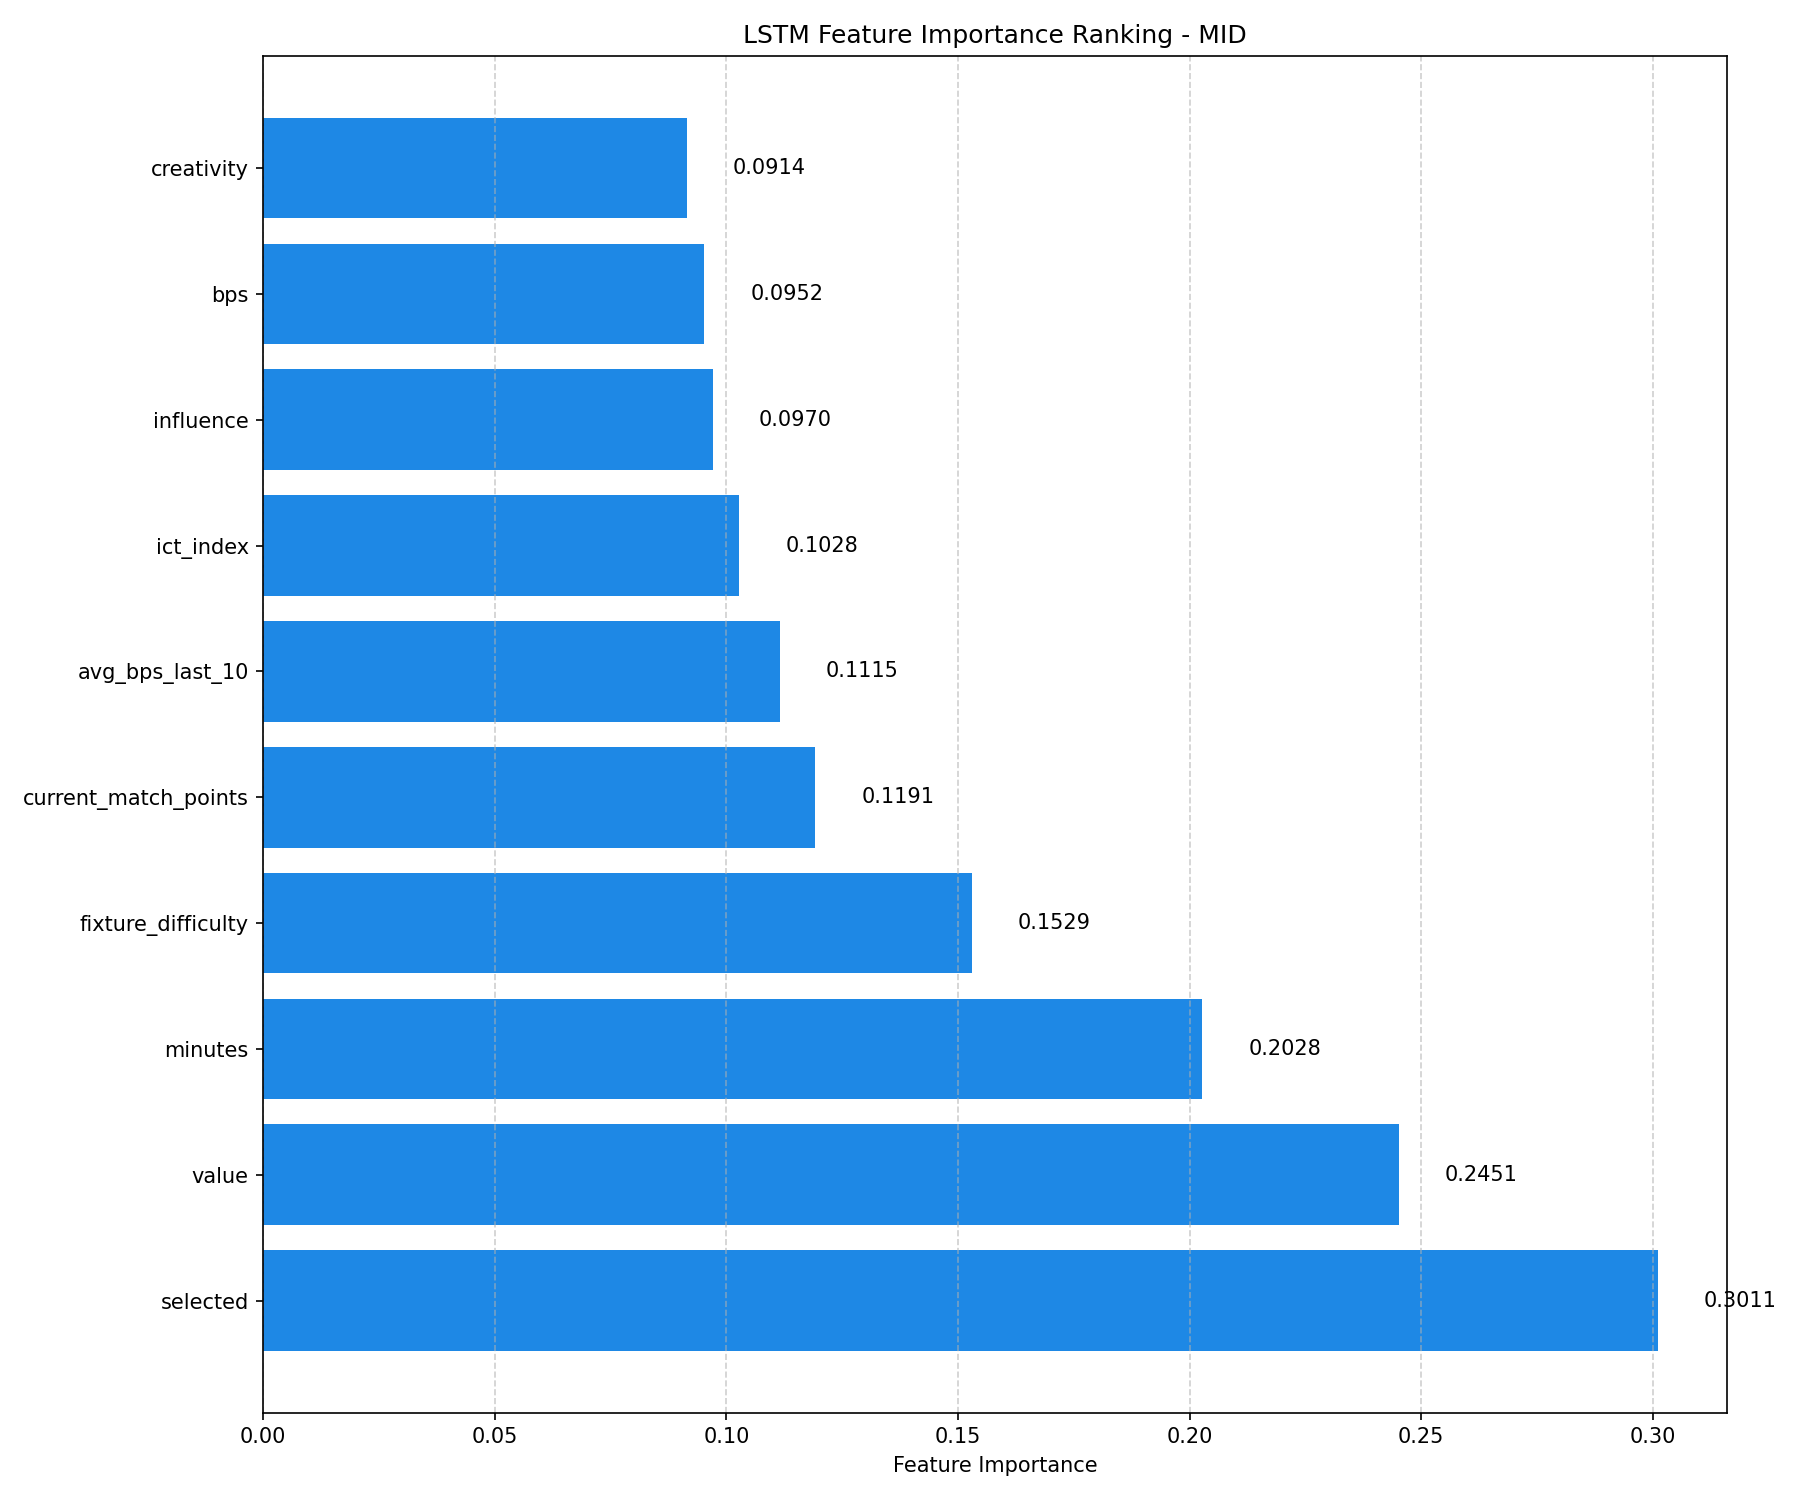 LSTM Feature Importance Ranking - MID
creativity 0.0914
bps 0.0952
influence 0.0970
ict_index 0.1028
avg_bps_last_10 0.1115
current_match_points 0.1191
fixture_difficulty 0.1529
minutes 0.2028
value 0.2451
selected 0.3011
0.00 0.05 0.10 0.15 0.20 0.25 0.30
Feature Importance